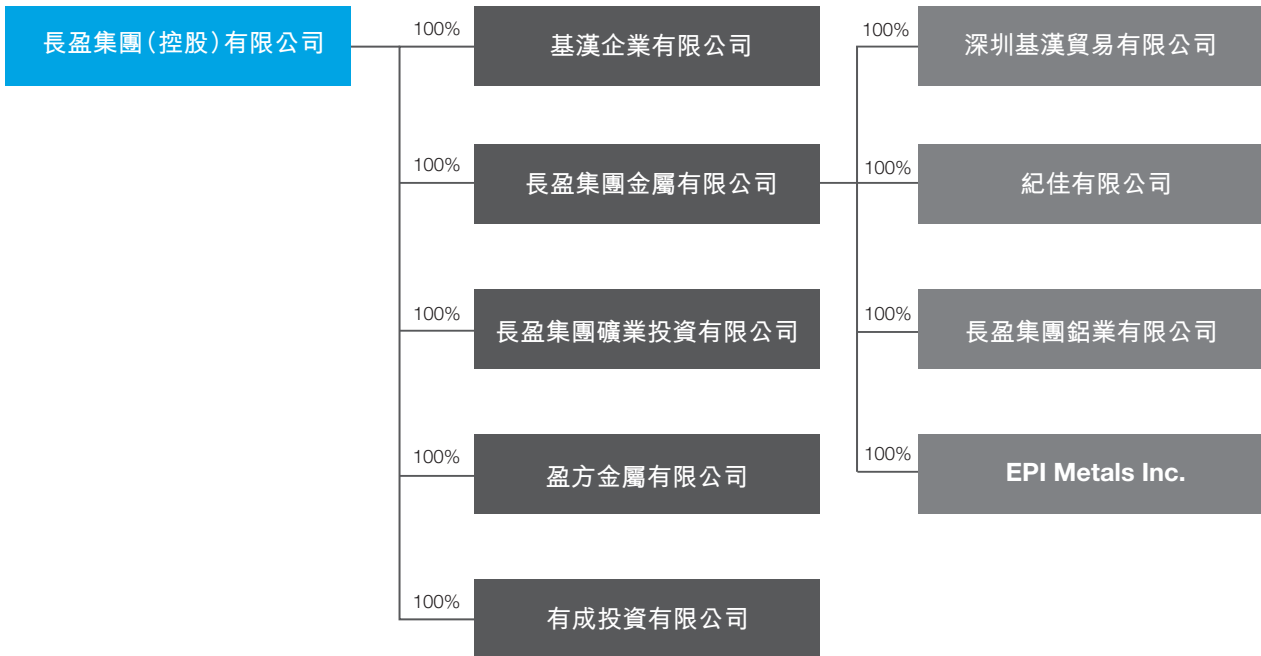 長盈集團(控股)有限公司
100%
基漢企業有限公司
100%
深圳基漢貿易有限公司
100%
長盈集團金屬有限公司
100%
紀佳有限公司
100%
長盈集團礦業投資有限公司
100%
長盈集團鋁業有限公司
100%
盈方金屬有限公司
100%
EPI Metals Inc.
100%
有成投資有限公司